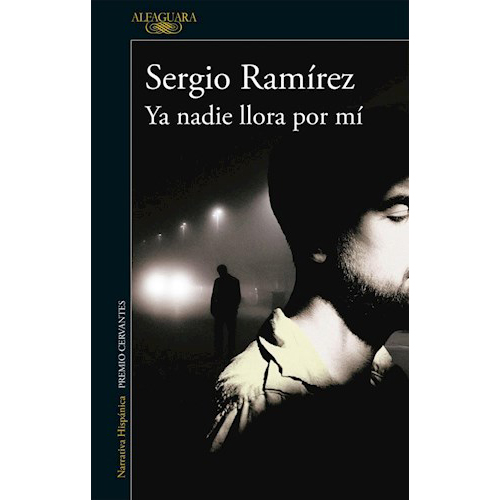 ALFAGUARA
Sergio Ramírez
Ya nadie llora por mí
Narrativa Hispánica PREMIO CERVANTES